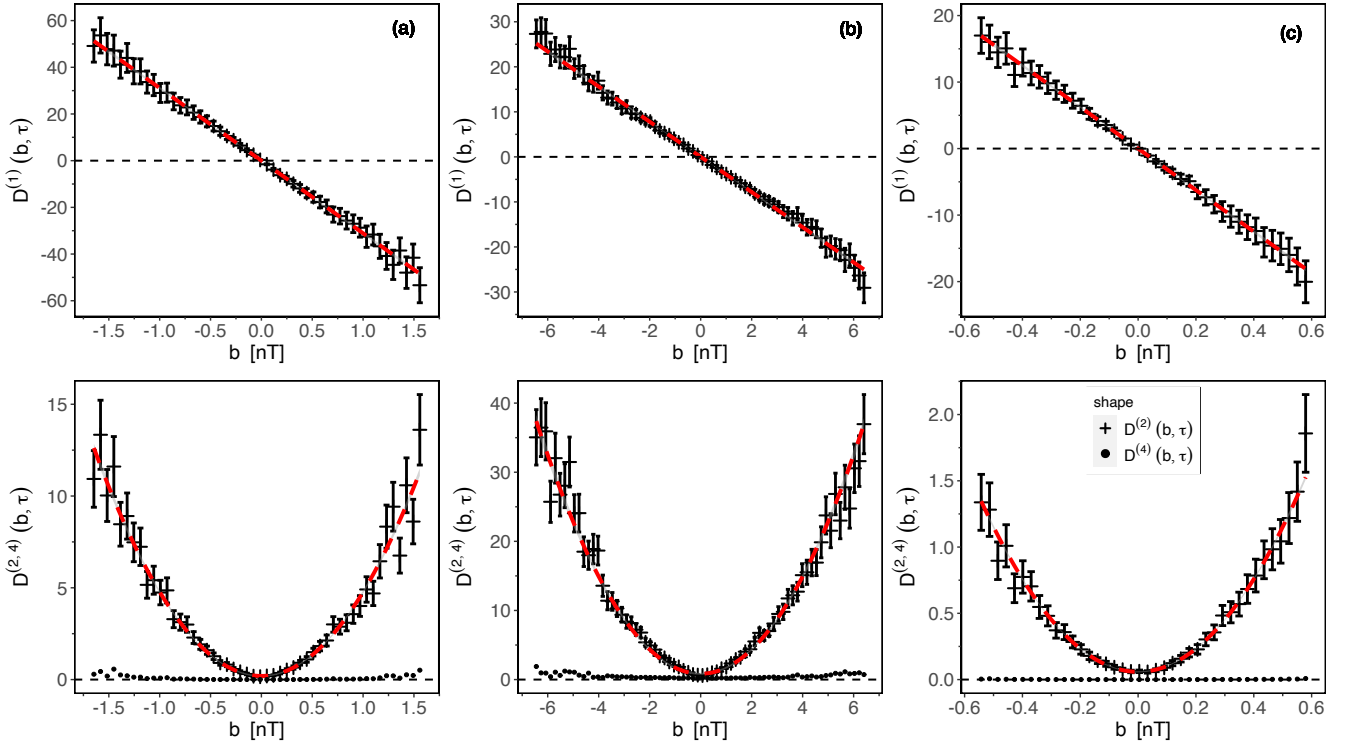 (a)
60
40
20
0
-20
-40
-60
D(1) (b, τ)
-1.5 -1.0 -0.5 0.0 0.5 1.0 1.5
b [nT]
(b)
30
20
10
0
-10
-20
-30
D(1) (b, τ)
-6 -4 -2 0 2 4 6
b [nT]
(c)
20
10
0
-10
-20
D(1) (b, τ)
-0.6 -0.4 -0.2 0.0 0.2 0.4 0.6
b [nT]
15
10
5
0
D(2,4) (b, τ)
-1.5 -1.0 -0.5 0.0 0.5 1.0 1.5
b [nT]
40
30
20
10
0
D(2,4) (b, τ)
-6 -4 -2 0 2 4 6
b [nT]
2.0
1.5
1.0
0.5
0.0
D(2,4) (b, τ)
shape
D(2) (b, τ)
D(4) (b, τ)
-0.6 -0.4 -0.2 0.0 0.2 0.4 0.6
b [nT]